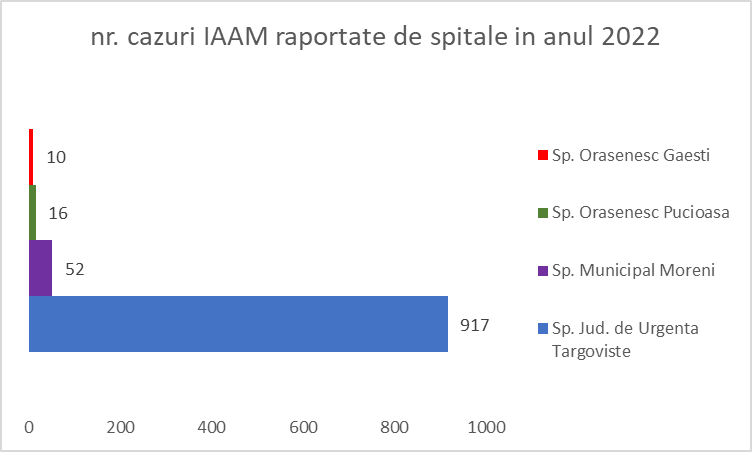 nr. cazuri IAAM raportate de spitale in anul 2022
10
16
52
917
0 200 400 600 800 1000
Sp. Orasenesc Gaesti
Sp. Orasenesc Pucioasa
Sp. Municipal Moreni
Sp. Jud. de Urgenta
Targoviste